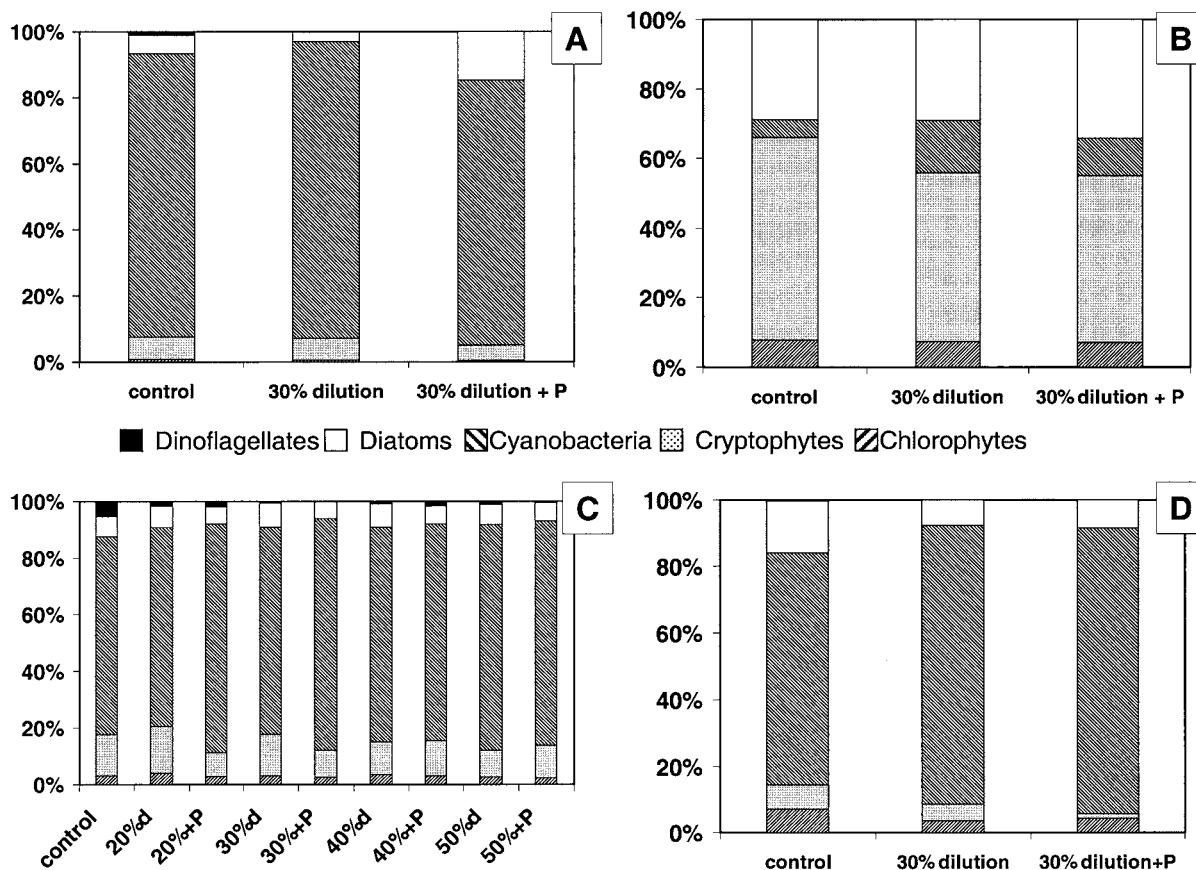 100%
80%
60%
40%
20%
0%
A
control
30% dilution
30% dilution + P
100%
80%
60%
40%
20%
0%
B
control
30% dilution
30% dilution + P
Dinoflagellates Diatoms Cyanobacteria Cryptophytes Chlorophytes
100%
80%
60%
40%
20%
0%
C
control
20%d
20%+P
30%d
30%+P
40%d
40%+P
50%d
50%+P
100%
80%
60%
40%
20%
0%
D
control
30% dilution
30% dilution+P